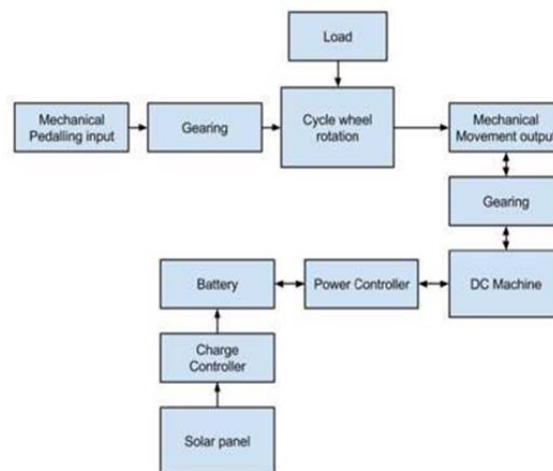 Load
Mechanical
Pedalling input
Gearing
Cycle wheel
rotation
Mechanical
Movement output
Gearing
Battery
Power Controller
DC Machine
Charge
Controller
Solar panel